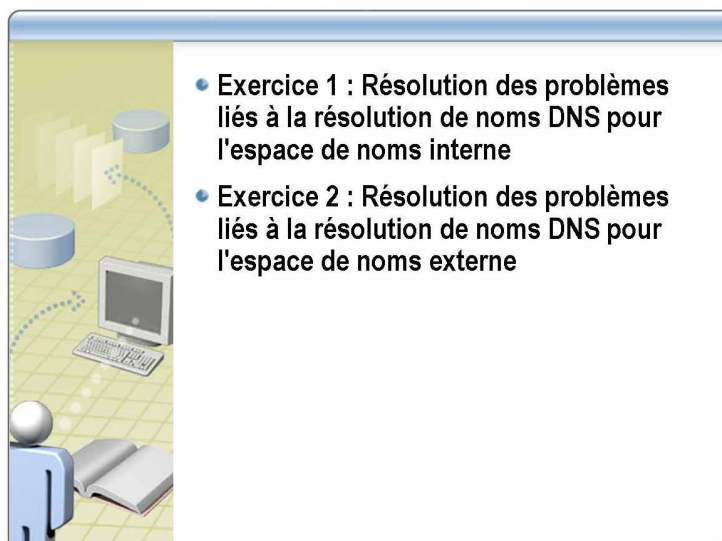 Exercice 1 : Résolution des problèmes
liés à la résolution de noms DNS pour
l'espace de noms interne
Exercice 2 : Résolution des problèmes
liés à la résolution de noms DNS pour
l'espace de noms externe